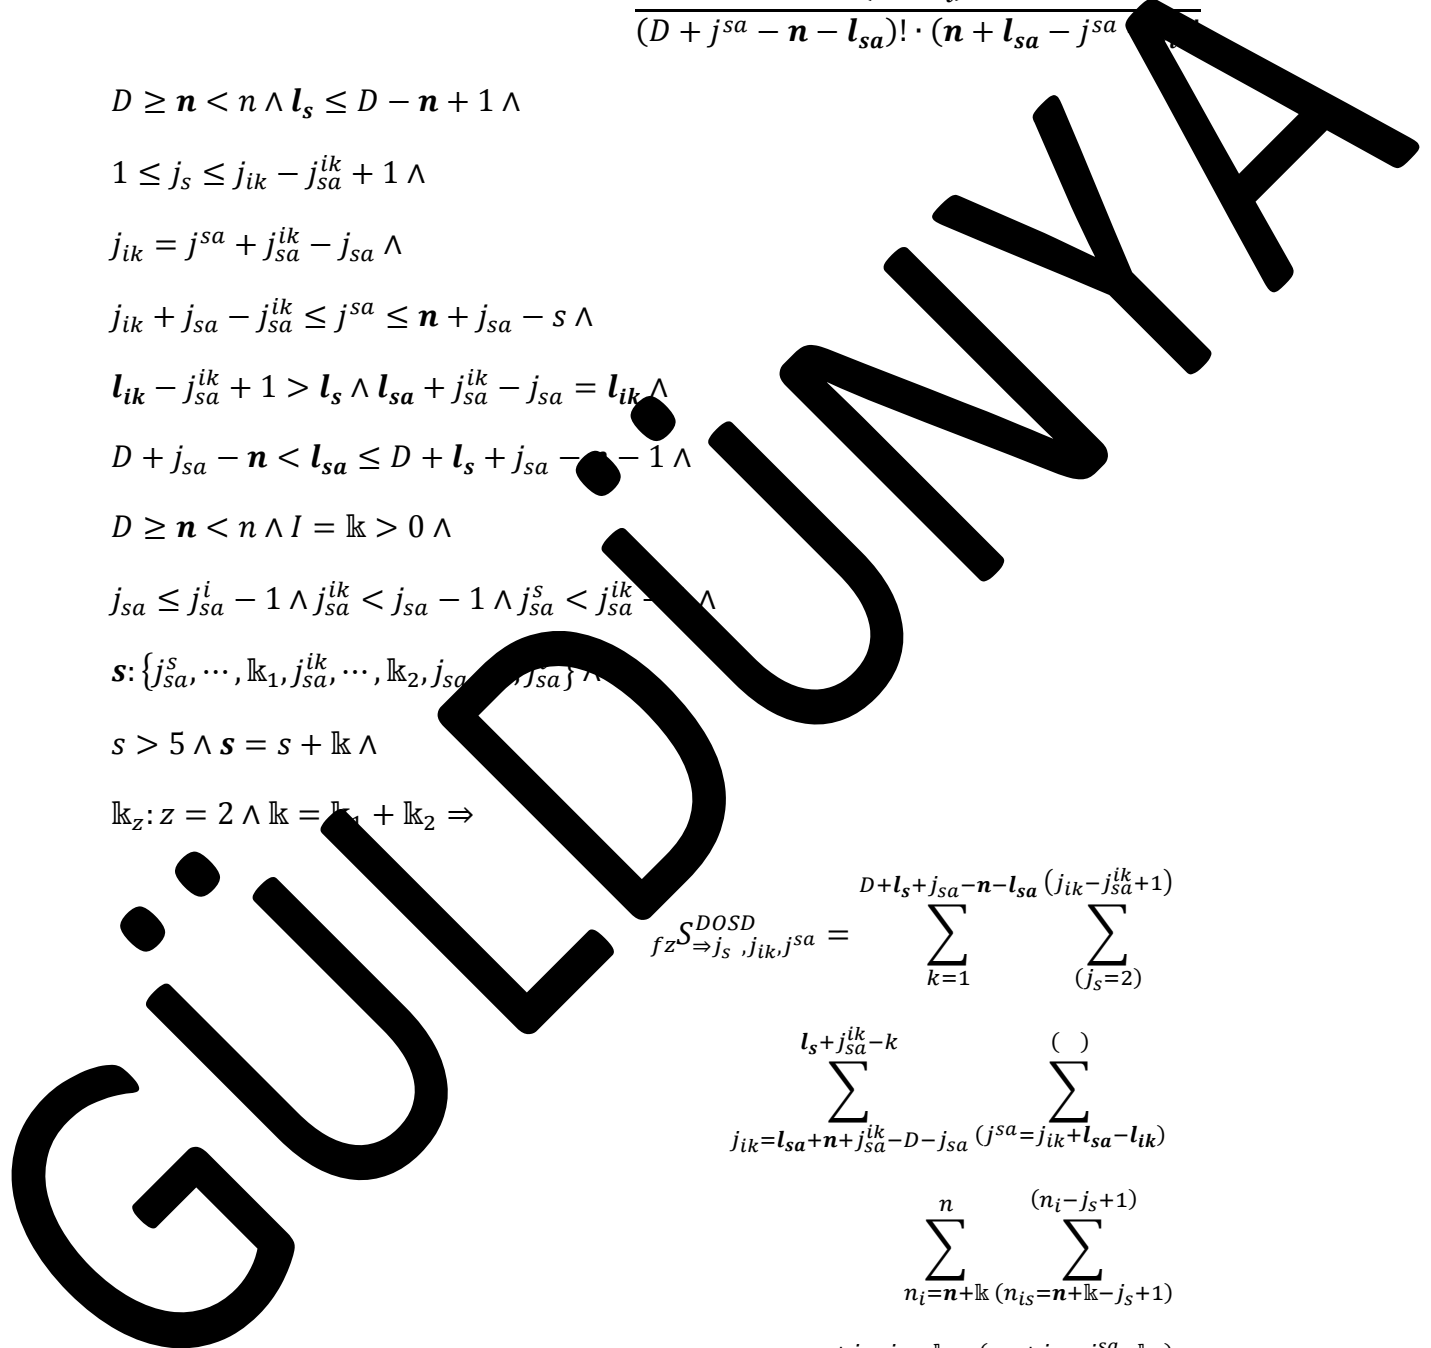 (D + j^{sa} − n − l_{sa})! · (n + l_{sa} − j^{sa}
D ≥ n < n ∧ l_s ≤ D − n + 1 ∧
1 ≤ j_s ≤ j_{ik} − j_{sa}^{ik} + 1 ∧
j_{ik} = j^{sa} + j_{sa}^{ik} − j_{sa} ∧
j_{ik} + j_{sa} − j_{sa}^{ik} ≤ j^{sa} ≤ n + j_{sa} − s ∧
l_{ik} − j_{sa}^{ik} + 1 > l_s ∧ l_{sa} + j_{sa}^{ik} − j_{sa} = l_{ik} ∧
D + j_{sa} − n < l_{sa} ≤ D + l_s + j_{sa} − − 1 ∧
D ≥ n < n ∧ I = 𝕜 > 0 ∧
j_{sa} ≤ j_{sa}^{i} − 1 ∧ j_{sa}^{ik} < j_{sa} − 1 ∧ j_{sa}^{s} < j_{sa}^{ik} ∧
s: {j_{sa}^{s}, ⋯, 𝕜_1, j_{sa}^{ik}, ⋯, 𝕜_2, j_{sa} , j_{sa}} ∧
s > 5 ∧ s = s + 𝕜 ∧
𝕜_z: z = 2 ∧ 𝕜 = 𝕜_1 + 𝕜_2 ⇒
GÜLDÜNYA
_{fz}S_{⇒j_s ,j_{ik},j^{sa}}^{DOSD} = ∑_{k=1}^{D+l_s+j_{sa}−n−l_{sa}} ∑_{(j_s=2)}^{(j_{ik}−j_{sa}^{ik}+1)}
∑_{j_{ik}=l_{sa}+n+j_{sa}^{ik}−D−j_{sa}}^{l_s+j_{sa}^{ik}−k} ∑_{(j^{sa}=j_{ik}+l_{sa}−l_{ik})}^{( )}
∑_{n_i=n+𝕜}^{n} ∑_{(n_{is}=n+𝕜−j_s+1)}^{(n_i−j_s+1)}